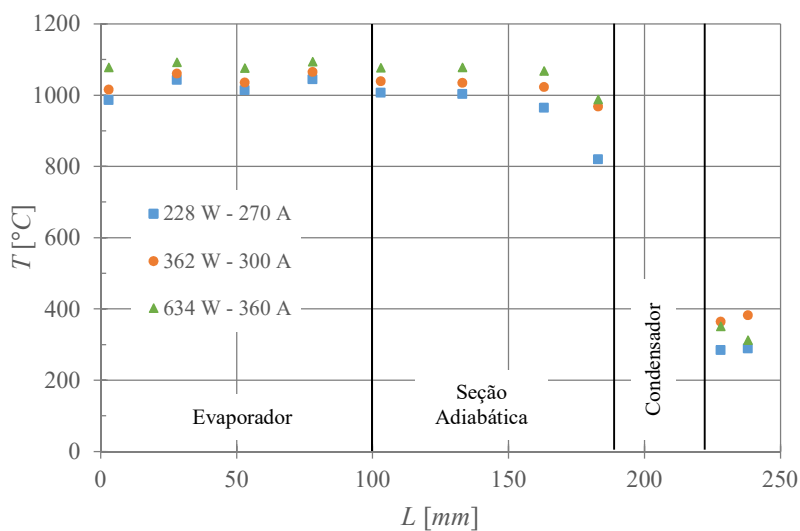 1200
1000
800
600
400
200
0
T [°C]
228 W - 270 A
362 W - 300 A
634 W - 360 A
Evaporador
Seção
Adiabática
Condensador
0
50
100
150
200
250
L [mm]